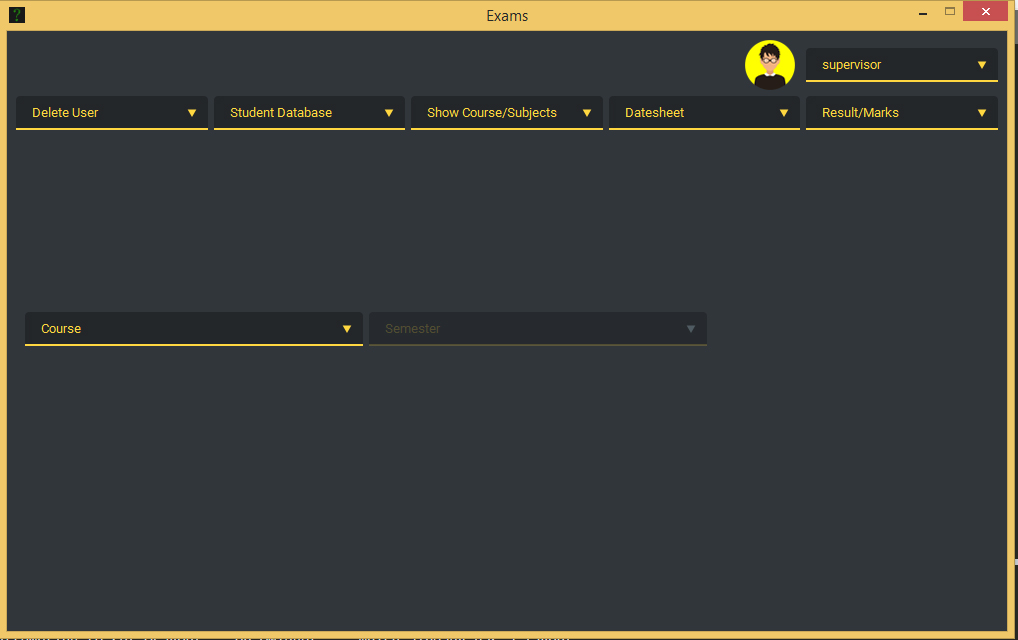 Exams
supervisor
Delete User Student Database Show Course/Subjects Datesheet Result/Marks
Course Semester